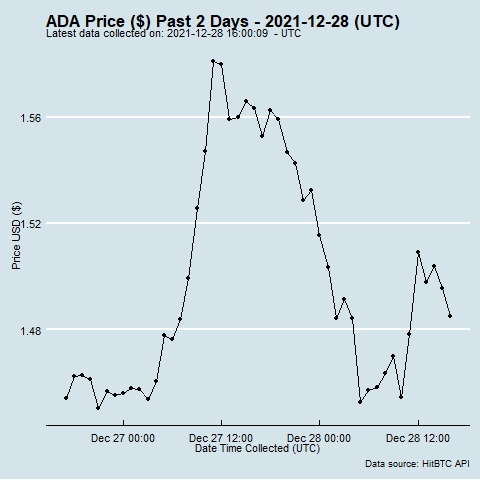 ADA Price ($) Past 2 Days - 2021-12-28 (UTC)
Latest data collected on: 2021-12-28 16:00:09 - UTC
1.56
1.52
1.48
Price USD ($)
Dec 27 00:00 Dec 27 12:00 Dec 28 00:00 Dec 28 12:00
Date Time Collected (UTC)
Data source: HitBTC API